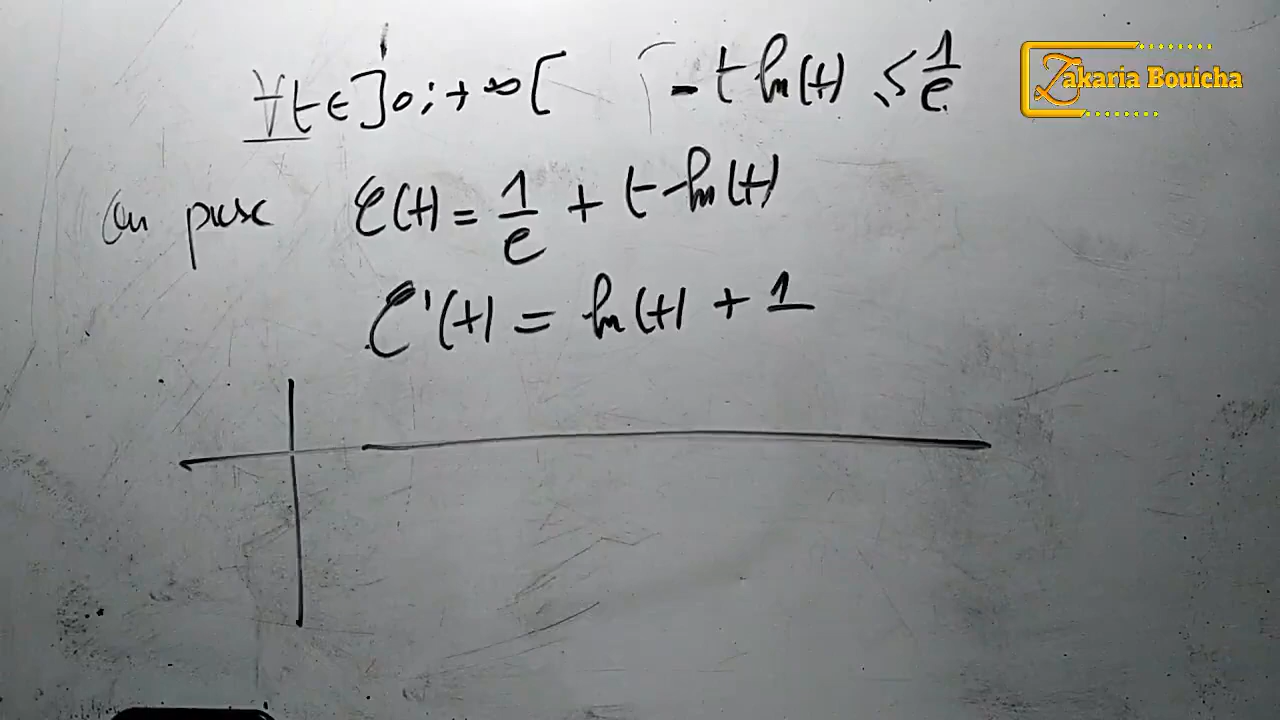 ∀t ∈ ]0;+∞[ -t ln(t) ≤ 1/e
Zakaria Bouicha
On pose C(t) = 1/e + t ln(t)
C'(t) = ln(t) + 1